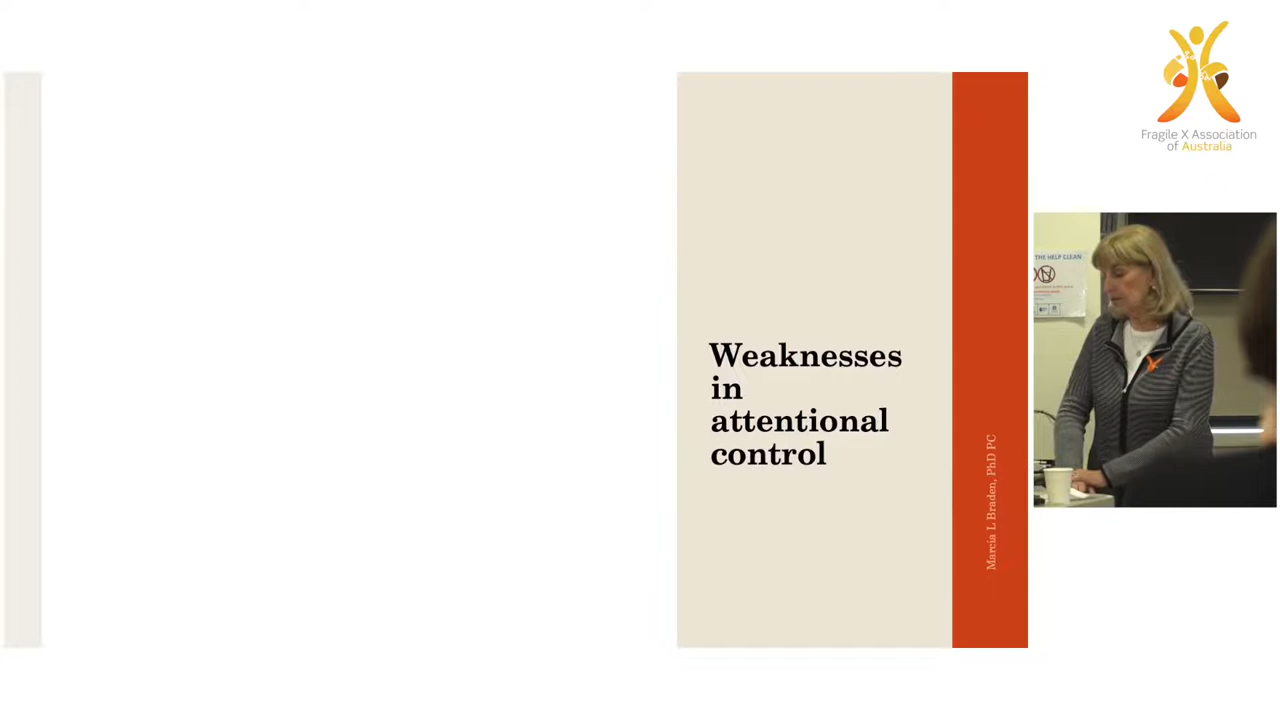 Fragile X Association
of Australia
THE HELP CLEAN
Weaknesses
in
attentional
control
Marcia L Braden, PhD PC